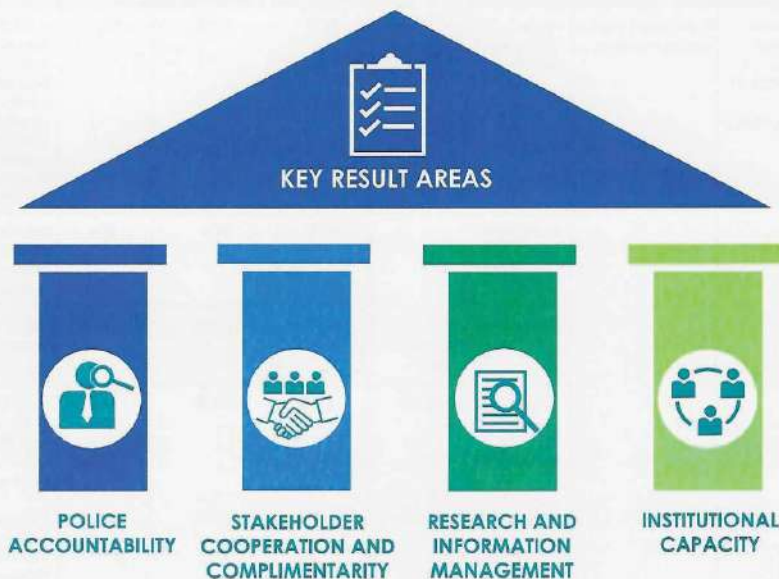 KEY RESULT AREAS
POLICE
ACCOUNTABILITY
STAKEHOLDER
COOPERATION AND
COMPLIMENTARITY
RESEARCH AND
INFORMATION
MANAGEMENT
INSTITUTIONAL
CAPACITY